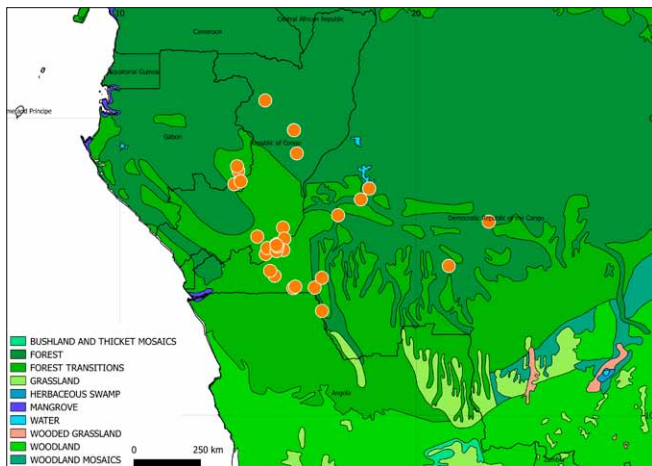 10
20
Central African Republic
Cameroon
Equatorial Guinea
ome and Principe
0
Gabon
Republic of Congo
Democratic Republic of the Congo
BUSHLAND AND THICKET MOSAICS
FOREST
FOREST TRANSITIONS
GRASSLAND
HERBACEOUS SWAMP
MANGROVE
WATER
WOODED GRASSLAND
WOODLAND
WOODLAND MOSAICS
Angola
0
250 km